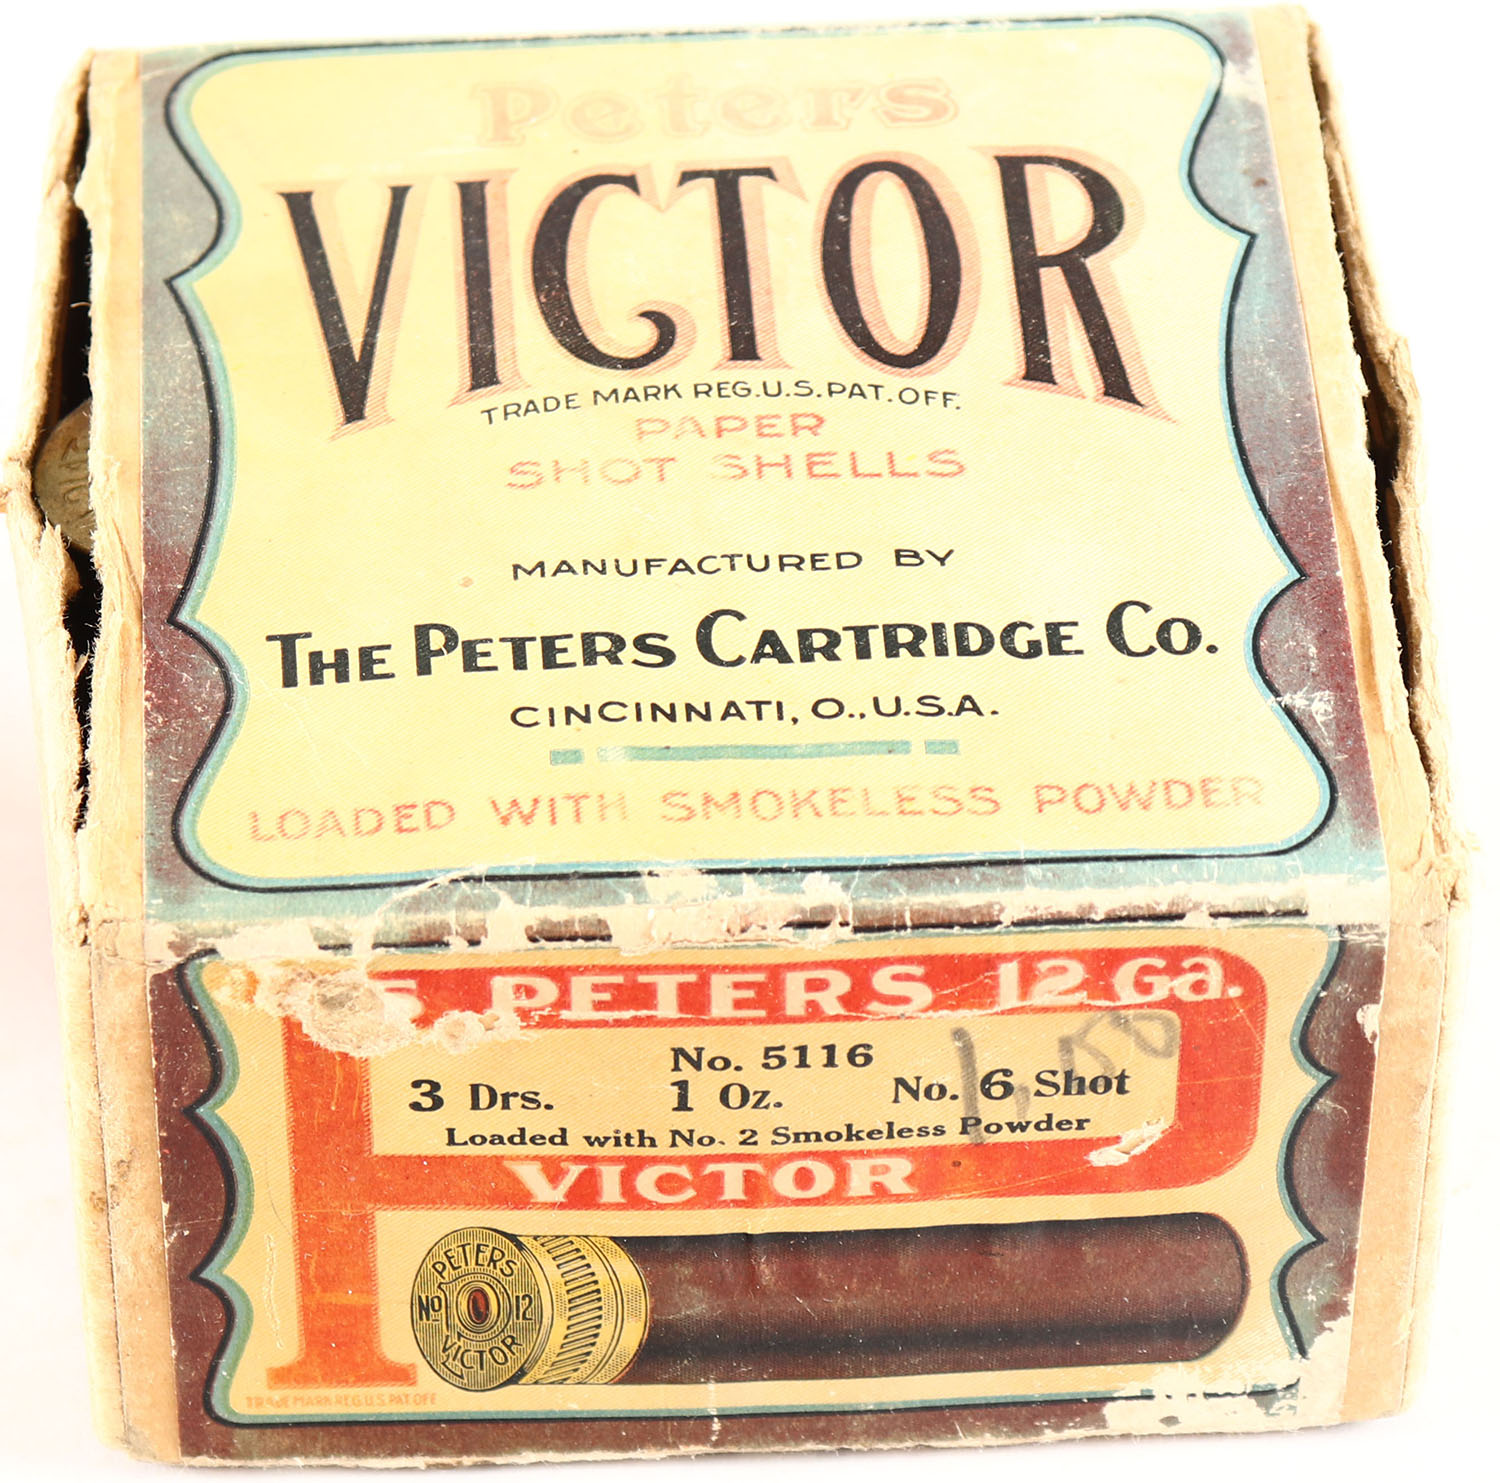 Peters
VICTOR
TRADE MARK REG.U.S.PAT.OFF.
PAPER
SHOT SHELLS
MANUFACTURED BY
THE PETERS CARTRIDGE CO.
CINCINNATI, O., U.S.A.
LOADED WITH SMOKELESS POWDER
PETERS 12 Ga.
1.00
No. 5116
3 Drs. 1 Oz. No. 6 Shot
Loaded with No. 2 Smokeless Powder
VICTOR
PETERS
No 12
VICTOR
TRADE MARK REG U S PAT OFF